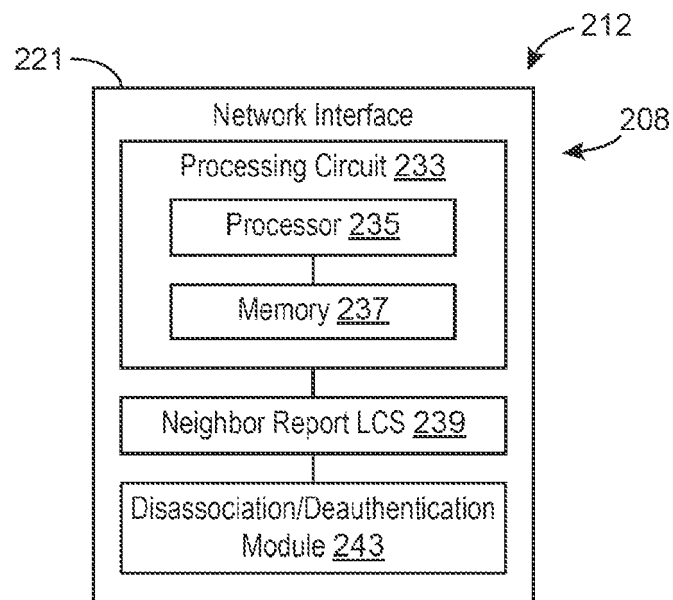 212
221
208
Network Interface
Processing Circuit 233
Processor 235
Memory 237
Neighbor Report LCS 239
Disassociation/Deauthentication
Module 243